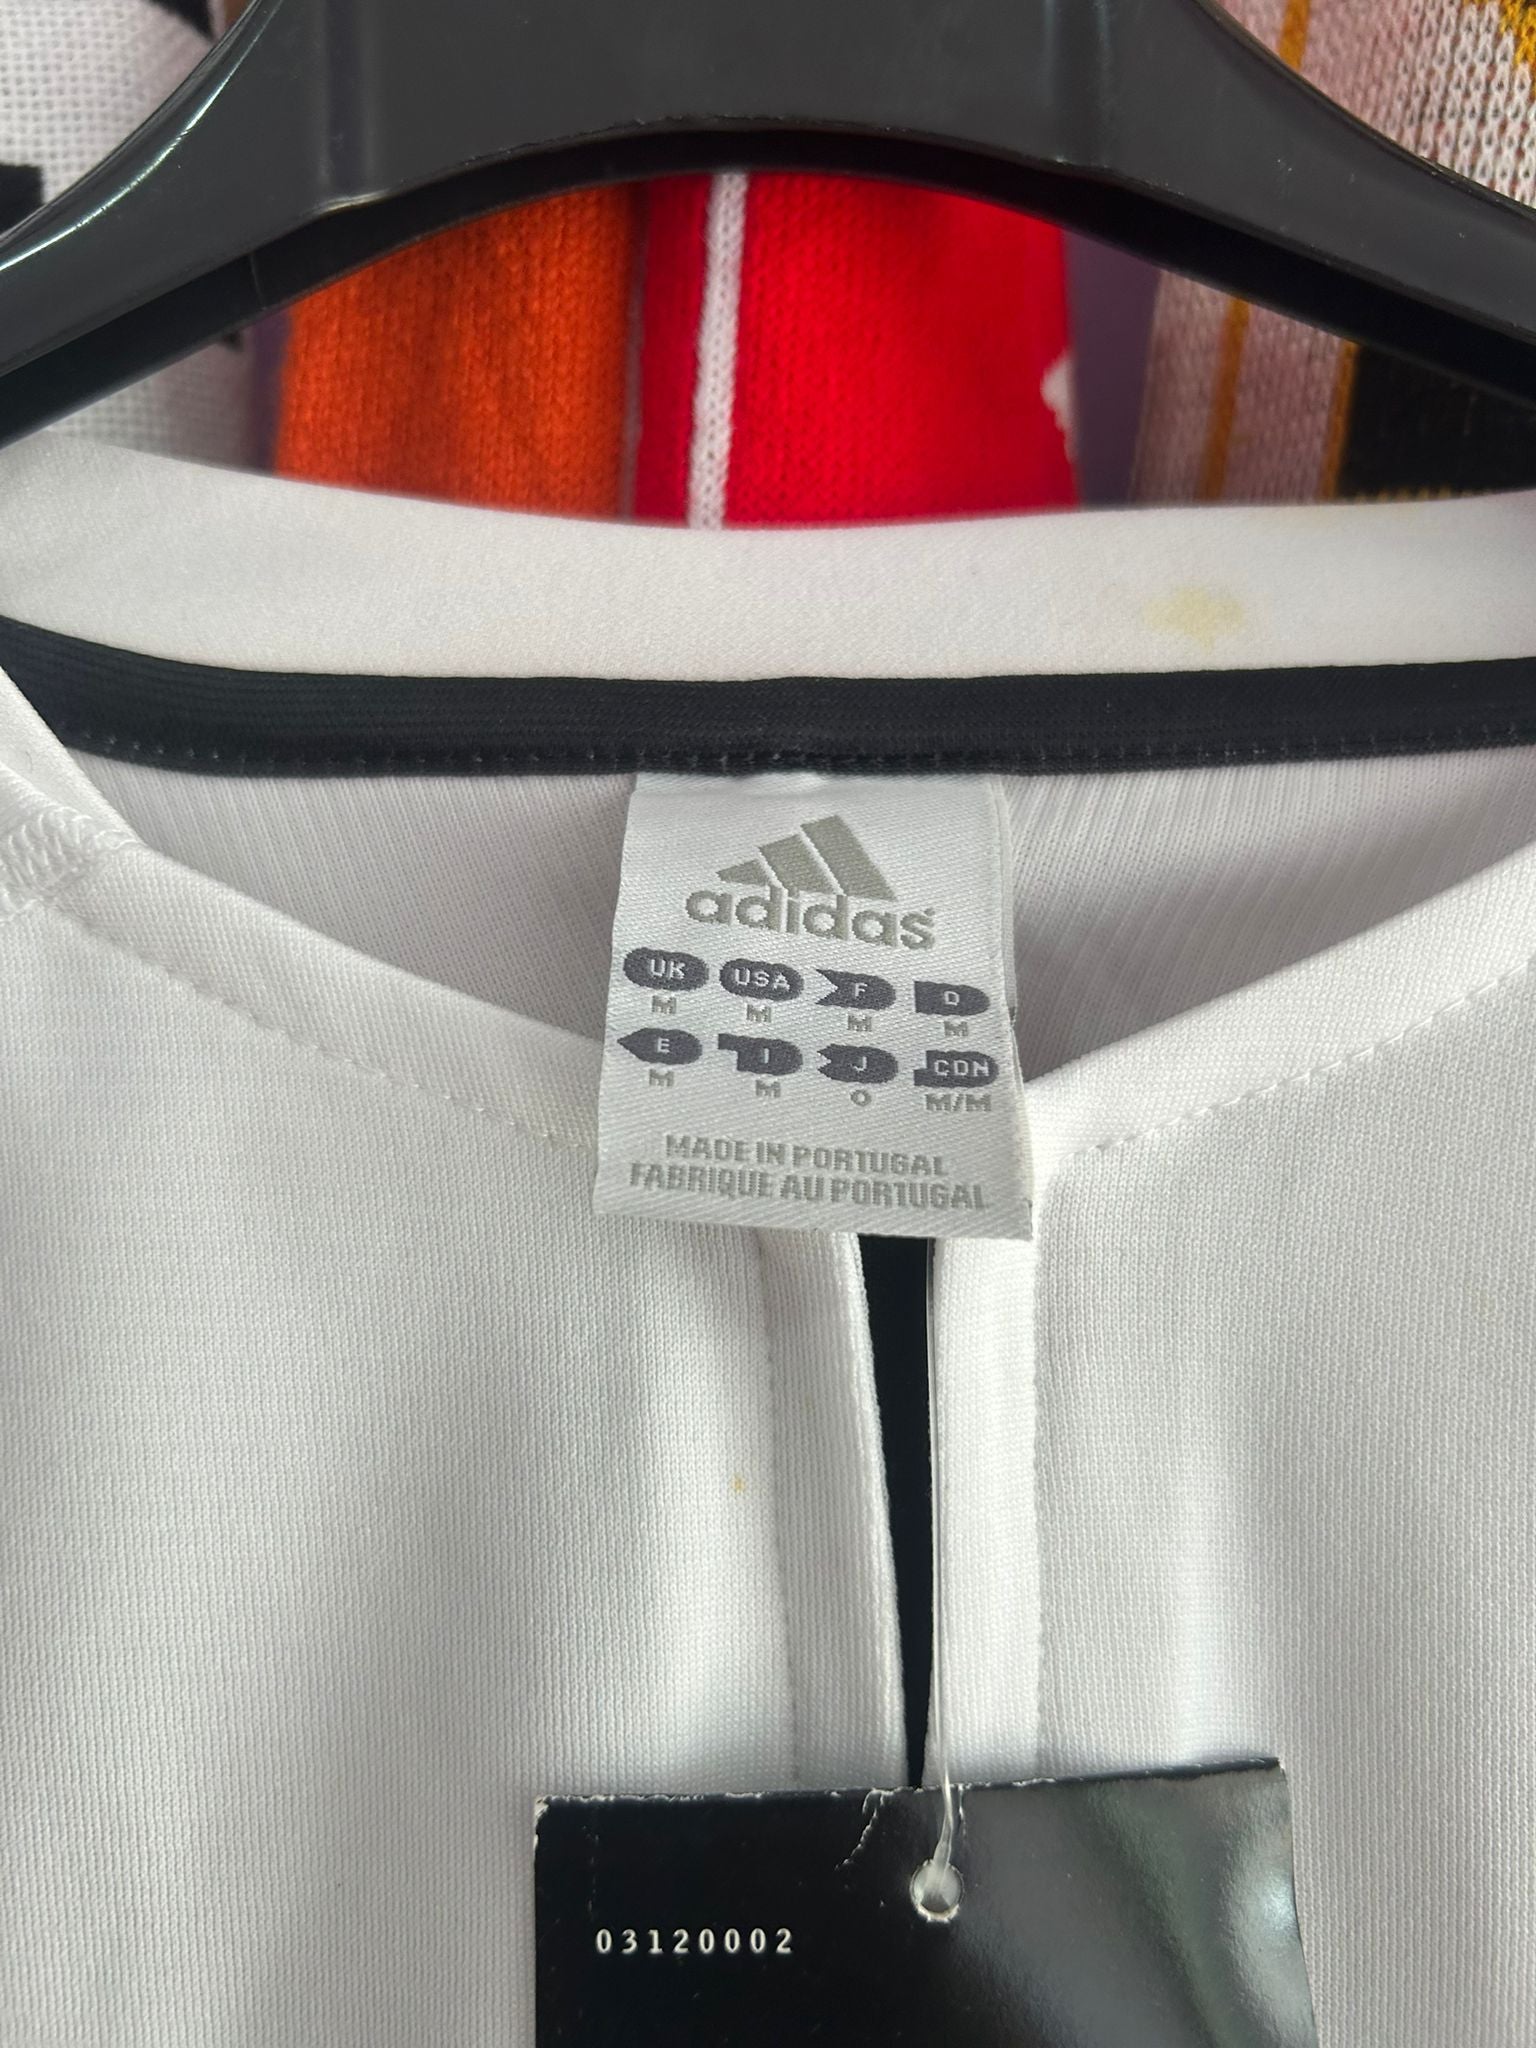 adidas
UK USA F D
M M M M
E I J CDN
M M O M/M
MADE IN PORTUGAL
FABRIQUE AU PORTUGAL
03120002